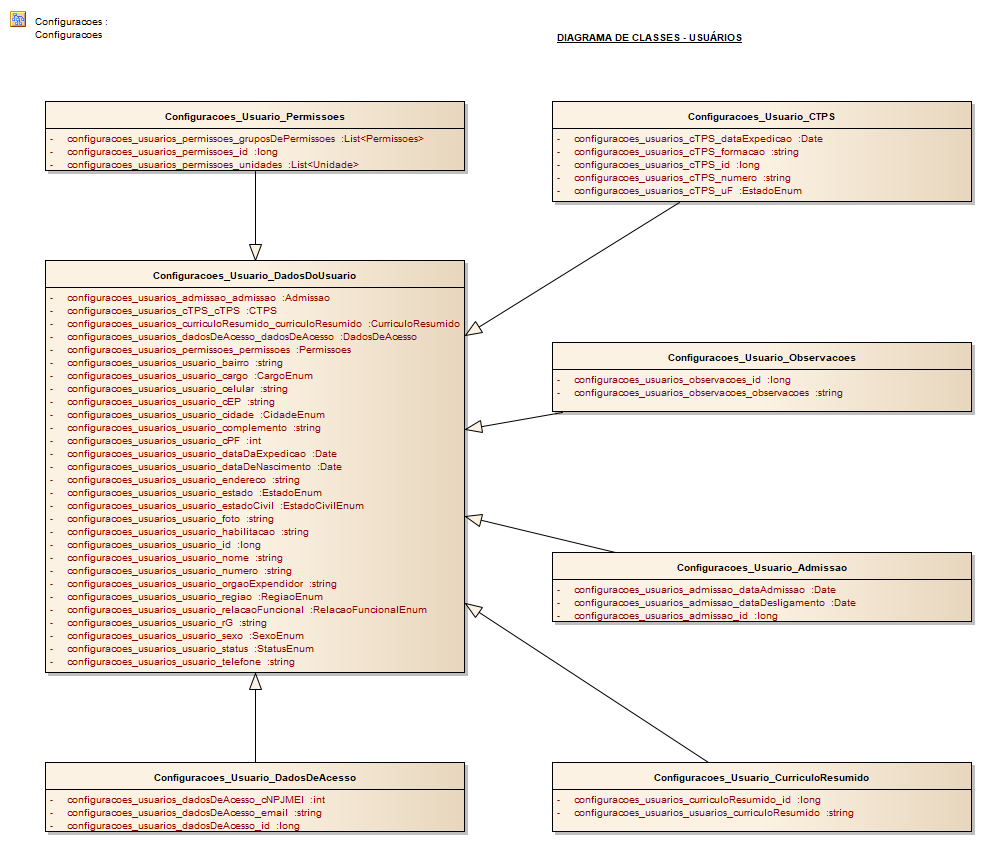 Configuracoes :
Configuracoes
DIAGRAMA DE CLASSES - USUÁRIOS
Configuracoes_Usuario_Permissoes
- configuracoes_usuarios_permissoes_gruposDePermissoes :List<Permissoes>
- configuracoes_usuarios_permissoes_id :long
- configuracoes_usuarios_permissoes_unidades :List<Unidade>
Configuracoes_Usuario_CTPS
- configuracoes_usuarios_cTPS_dataExpedicao :Date
- configuracoes_usuarios_cTPS_formacao :string
- configuracoes_usuarios_cTPS_id :long
- configuracoes_usuarios_cTPS_numero :string
- configuracoes_usuarios_cTPS_uF :EstadoEnum
Configuracoes_Usuario_DadosDoUsuario
- configuracoes_usuarios_admissao_admissao :Admissao
- configuracoes_usuarios_cTPS_cTPS :CTPS
- configuracoes_usuarios_curriculoResumido_curriculoResumido :CurriculoResumido
- configuracoes_usuarios_dadosDeAcesso_dadosDeAcesso :DadosDeAcesso
- configuracoes_usuarios_permissoes_permissoes :Permissoes
- configuracoes_usuarios_usuario_bairro :string
- configuracoes_usuarios_usuario_cargo :CargoEnum
- configuracoes_usuarios_usuario_celular :string
- configuracoes_usuarios_usuario_cEP :string
- configuracoes_usuarios_usuario_cidade :CidadeEnum
- configuracoes_usuarios_usuario_complemento :string
- configuracoes_usuarios_usuario_cPF :int
- configuracoes_usuarios_usuario_dataDaExpedicao :Date
- configuracoes_usuarios_usuario_dataDeNascimento :Date
- configuracoes_usuarios_usuario_endereco :string
- configuracoes_usuarios_usuario_estado :EstadoEnum
- configuracoes_usuarios_usuario_estadoCivil :EstadoCivilEnum
- configuracoes_usuarios_usuario_foto :string
- configuracoes_usuarios_usuario_habilitacao :string
- configuracoes_usuarios_usuario_id :long
- configuracoes_usuarios_usuario_nome :string
- configuracoes_usuarios_usuario_numero :string
- configuracoes_usuarios_usuario_orgaoExpendidor :string
- configuracoes_usuarios_usuario_regiao :RegiaoEnum
- configuracoes_usuarios_usuario_relacaoFuncional :RelacaoFuncionalEnum
- configuracoes_usuarios_usuario_rG :string
- configuracoes_usuarios_usuario_sexo :SexoEnum
- configuracoes_usuarios_usuario_status :StatusEnum
- configuracoes_usuarios_usuario_telefone :string
Configuracoes_Usuario_Observacoes
- configuracoes_usuarios_observacoes_id :long
- configuracoes_usuarios_observacoes_observacoes :string
Configuracoes_Usuario_Admissao
- configuracoes_usuarios_admissao_dataAdmissao :Date
- configuracoes_usuarios_admissao_dataDesligamento :Date
- configuracoes_usuarios_admissao_id :long
Configuracoes_Usuario_DadosDeAcesso
- configuracoes_usuarios_dadosDeAcesso_cNPJMEI :int
- configuracoes_usuarios_dadosDeAcesso_email :string
- configuracoes_usuarios_dadosDeAcesso_id :long
Configuracoes_Usuario_CurriculoResumido
- configuracoes_usuarios_curriculoResumido_id :long
- configuracoes_usuarios_usuarios_curriculoResumido :string